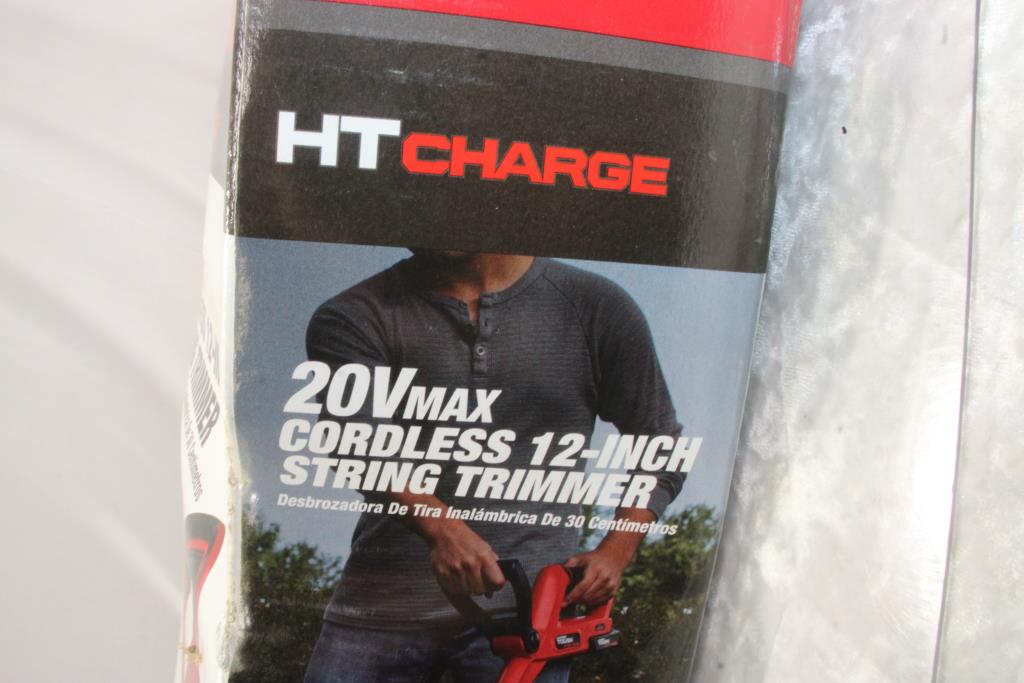 HT CHARGE
20VMAX
CORDLESS 12-INCH
STRING TRIMMER
Desbrozadora De Tira Inalámbrica De 30 Centímetros